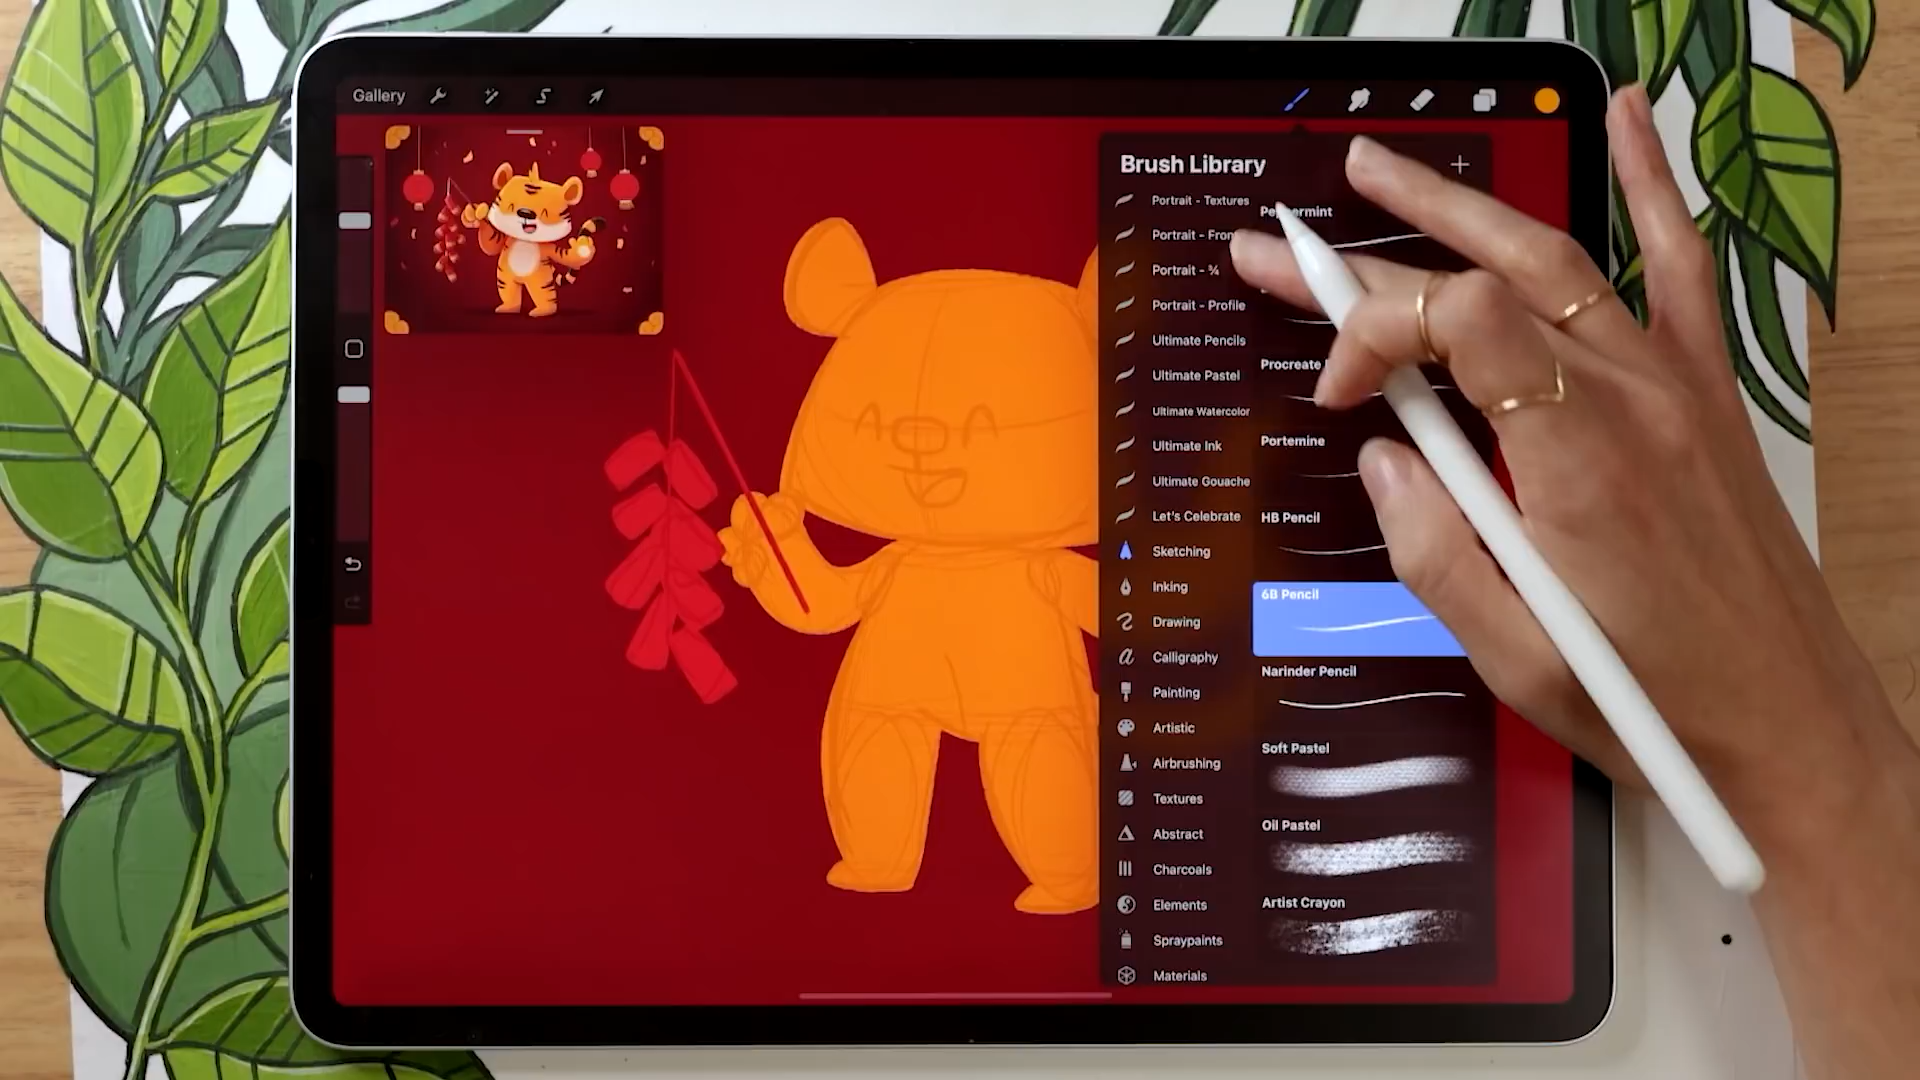 Gallery
Brush Library
Portrait - Textures
Portrait -
Portrait - ¾
Portrait - Profile
Ultimate Pencils
Ultimate Pastel
Ultimate Watercolor
Ultimate Ink
Ultimate Gouache
Let's Celebrate
Sketching
Inking
Drawing
Calligraphy
Painting
Artistic
Airbrushing
Textures
Abstract
Charcoals
Elements
Spraypaints
Materials
Procreate
Portemine
HB Pencil
6B Pencil
Narinder Pencil
Soft Pastel
Oil Pastel
Artist Crayon